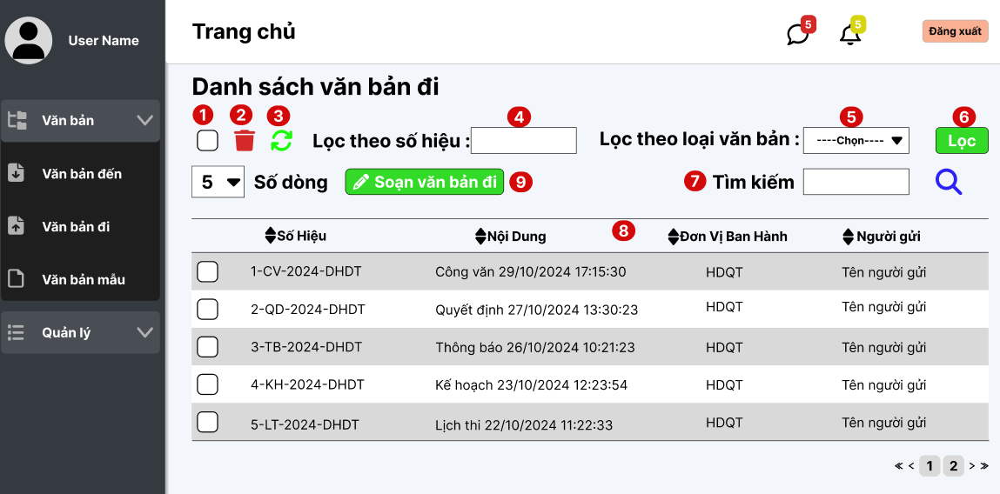 User Name
Trang chủ
5
5
Đăng xuất
Văn bản
Văn bản đến
Văn bản đi
Văn bản mẫu
Quản lý
Danh sách văn bản đi
1 2 3 4 5 6
Lọc theo số hiệu : Lọc theo loại văn bản : ----Chọn---- Lọc
5 Số dòng Soạn văn bản đi 9 7 Tìm kiếm
8
Số Hiệu Nội Dung Đơn Vị Ban Hành Người gửi
1-CV-2024-DHDT Công văn 29/10/2024 17:15:30 HDQT Tên người gửi
2-QD-2024-DHDT Quyết định 27/10/2024 13:30:23 HDQT Tên người gửi
3-TB-2024-DHDT Thông báo 26/10/2024 10:21:23 HDQT Tên người gửi
4-KH-2024-DHDT Kế hoạch 23/10/2024 12:23:54 HDQT Tên người gửi
5-LT-2024-DHDT Lịch thi 22/10/2024 11:22:33 HDQT Tên người gửi
« < 1 2 > »